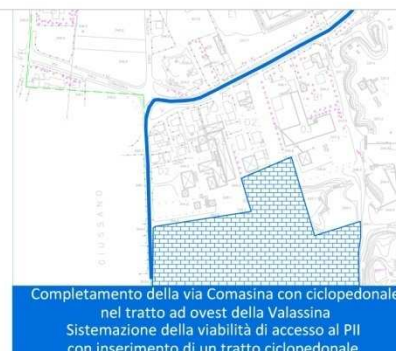 GIUSSANO
Completamento della via Comasina con ciclopedonale
nel tratto ad ovest della Valassina
Sistemazione della viabilità di accesso al PII
con inserimento di un tratto ciclopedonale